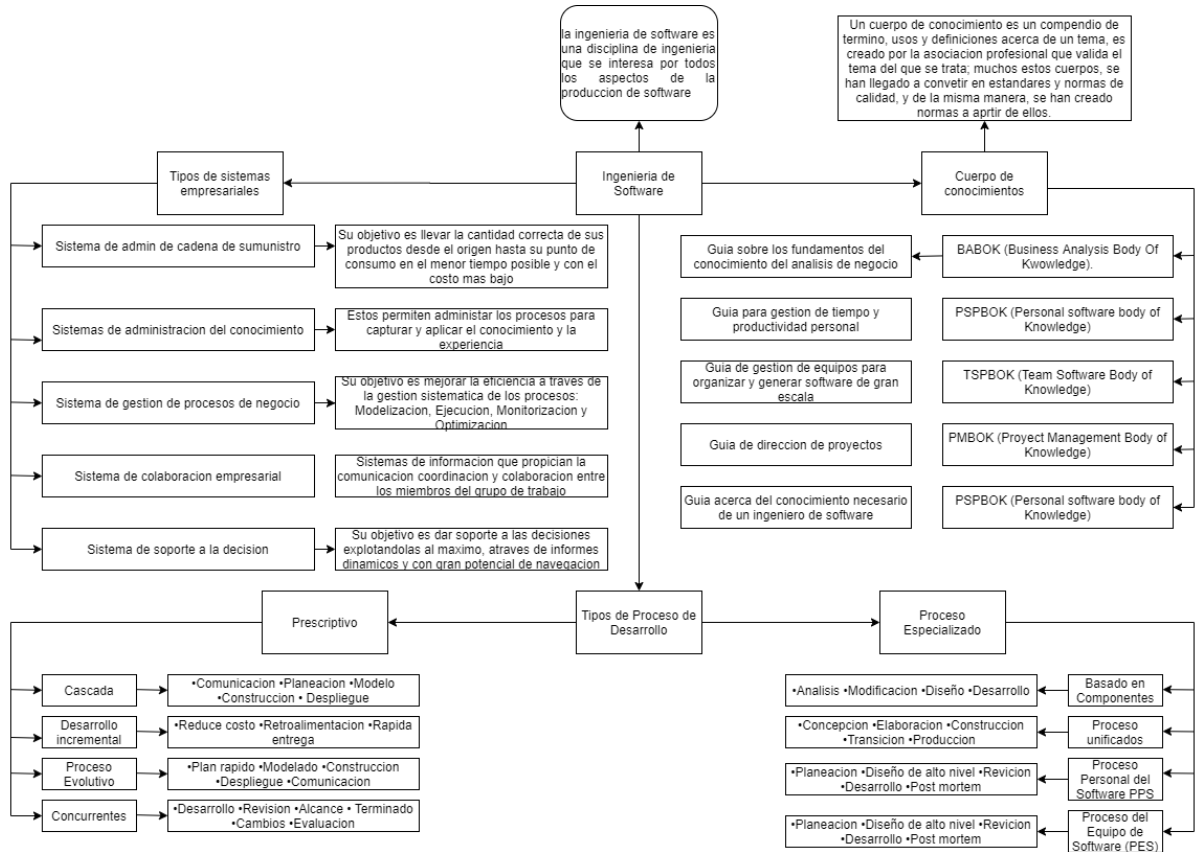 la ingenieria de software es
una disciplina de ingenieria
que se interesa por todos
los aspectos de la
produccion de software
Un cuerpo de conocimiento es un compendio de
termino, usos y definiciones acerca de un tema, es
creado por la asociacion profesional que valida el
tema del que se trata; muchos estos cuerpos, se
han llegado a convetir en estandares y normas de
calidad, y de la misma manera, se han creado
normas a aprtir de ellos.
Tipos de sistemas
empresariales
Ingenieria de
Software
Cuerpo de
conocimientos
Sistema de admin de cadena de sumunistro
Su objetivo es llevar la cantidad correcta de sus
productos desde el origen hasta su punto de
consumo en el menor tiempo posible y con el
costo mas bajo
Sistemas de administracion del conocimiento
Estos permiten administar los procesos para
capturar y aplicar el conocimiento y la
experiencia
Sistema de gestion de procesos de negocio
Su objetivo es mejorar la eficiencia a traves de
la gestion sistematica de los procesos:
Modelizacion, Ejecucion, Monitorizacion y
Optimizacion
Sistema de colaboracion empresarial
Sistemas de informacion que propician la
comunicacion coordinacion y colaboracion entre
los miembros del grupo de trabajo
Sistema de soporte a la decision
Su objetivo es dar soporte a las decisiones
explotandolas al maximo, atraves de informes
dinamicos y con gran potencial de navegacion
Guia sobre los fundamentos del
conocimiento del analisis de negocio
BABOK (Business Analysis Body Of
Kwowledge).
Guia para gestion de tiempo y
productividad personal
PSPBOK (Personal software body of
Knowledge)
Guia de gestion de equipos para
organizar y generar software de gran
escala
TSPBOK (Team Software Body of
Knowledge)
Guia de direccion de proyectos
PMBOK (Proyect Management Body of
Knowledge)
Guia acerca del conocimiento necesario
de un ingeniero de software
PSPBOK (Personal software body of
Knowledge)
Prescriptivo
Tipos de Proceso de
Desarrollo
Proceso
Especializado
Cascada
•Comunicacion •Planeacion •Modelo
•Construccion • Despliegue
Desarrollo
incremental
•Reduce costo •Retroalimentacion •Rapida
entrega
Proceso
Evolutivo
•Plan rapido •Modelado •Construccion
•Despliegue •Comunicacion
Concurrentes
•Desarrollo •Revision •Alcance • Terminado
•Cambios •Evaluacion
•Analisis •Modificacion •Diseño •Desarrollo
Basado en
Componentes
•Concepcion •Elaboracion •Construccion
•Transicion •Produccion
Proceso
unificados
•Planeacion •Diseño de alto nivel •Revicion
•Desarrollo •Post mortem
Proceso
Personal del
Software PPS
•Planeacion •Diseño de alto nivel •Revicion
•Desarrollo •Post mortem
Proceso del
Equipo de
Software (PES)